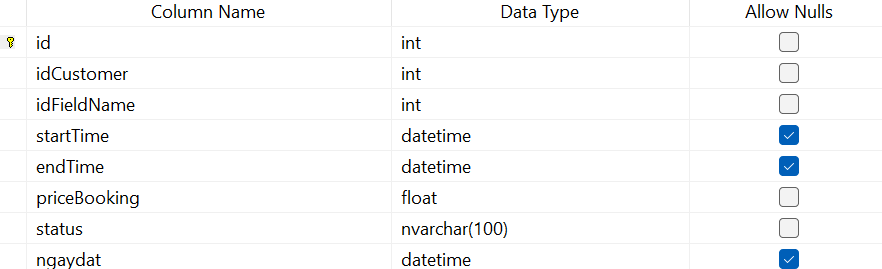 Column Name Data Type Allow Nulls
id int
idCustomer int
idFieldName int
startTime datetime
endTime datetime
priceBooking float
status nvarchar(100)
ngaydat datetime